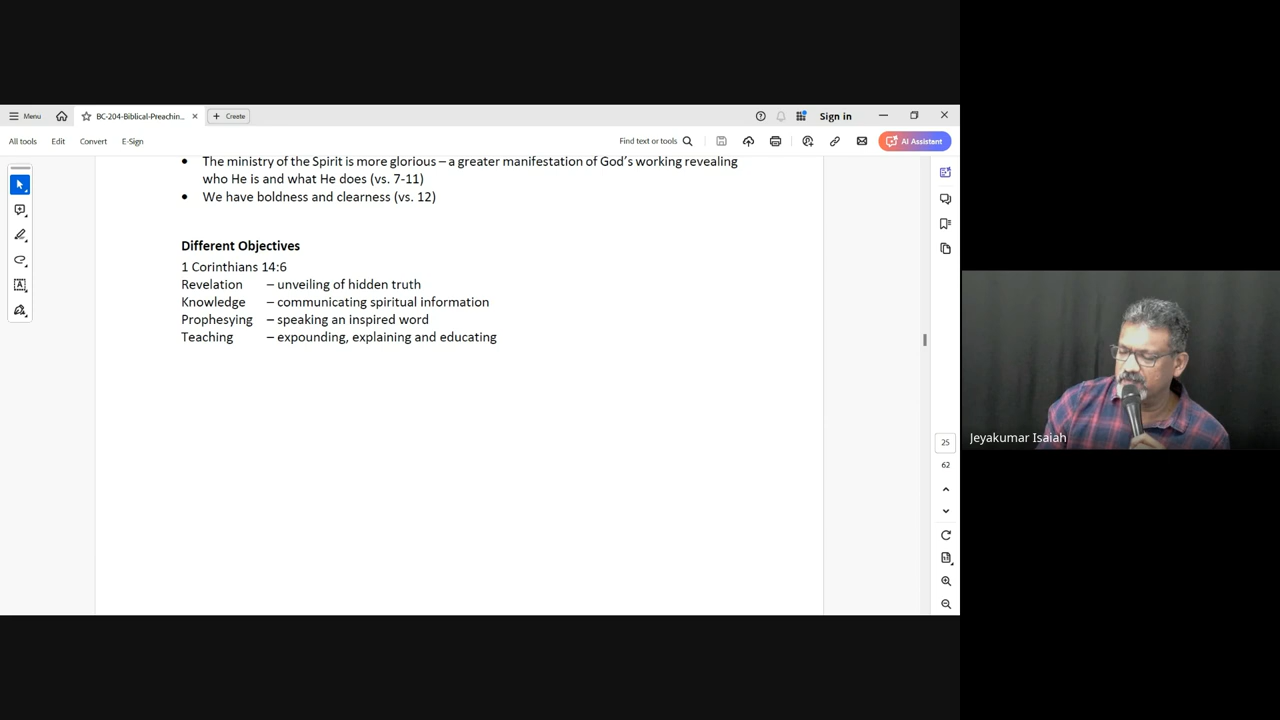 Menu
BC-204-Biblical-Preachin...
Create
Sign in
All tools
Edit
Convert
E-Sign
Find text or tools
AI Assistant
• The ministry of the Spirit is more glorious – a greater manifestation of God's working revealing
who He is and what He does (vs. 7-11)
• We have boldness and clearness (vs. 12)
Different Objectives
1 Corinthians 14:6
Revelation – unveiling of hidden truth
Knowledge – communicating spiritual information
Prophesying – speaking an inspired word
Teaching – expounding, explaining and educating
25
62
Jeyakumar Isaiah